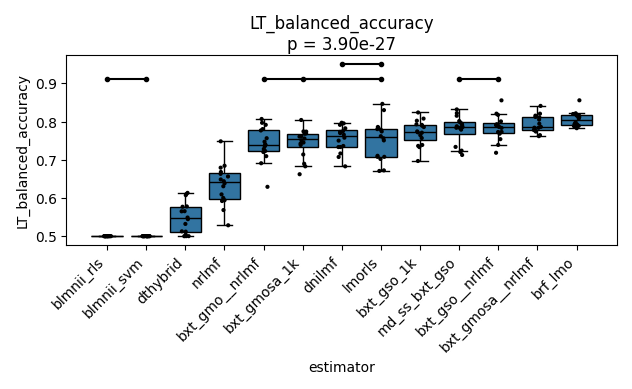 LT_balanced_accuracy
p = 3.90e-27
LT_balanced_accuracy
0.9
0.8
0.7
0.6
0.5
blmnii_rls
blmnii_svm
dthybrid
nrlmf
bxt_gmo__nrlmf
bxt_gmosa_1k
dnilmf
lmorls
bxt_gso_1k
md_ss_bxt_gso
bxt_gso__nrlmf
bxt_gmosa__nrlmf
brf_lmo
estimator